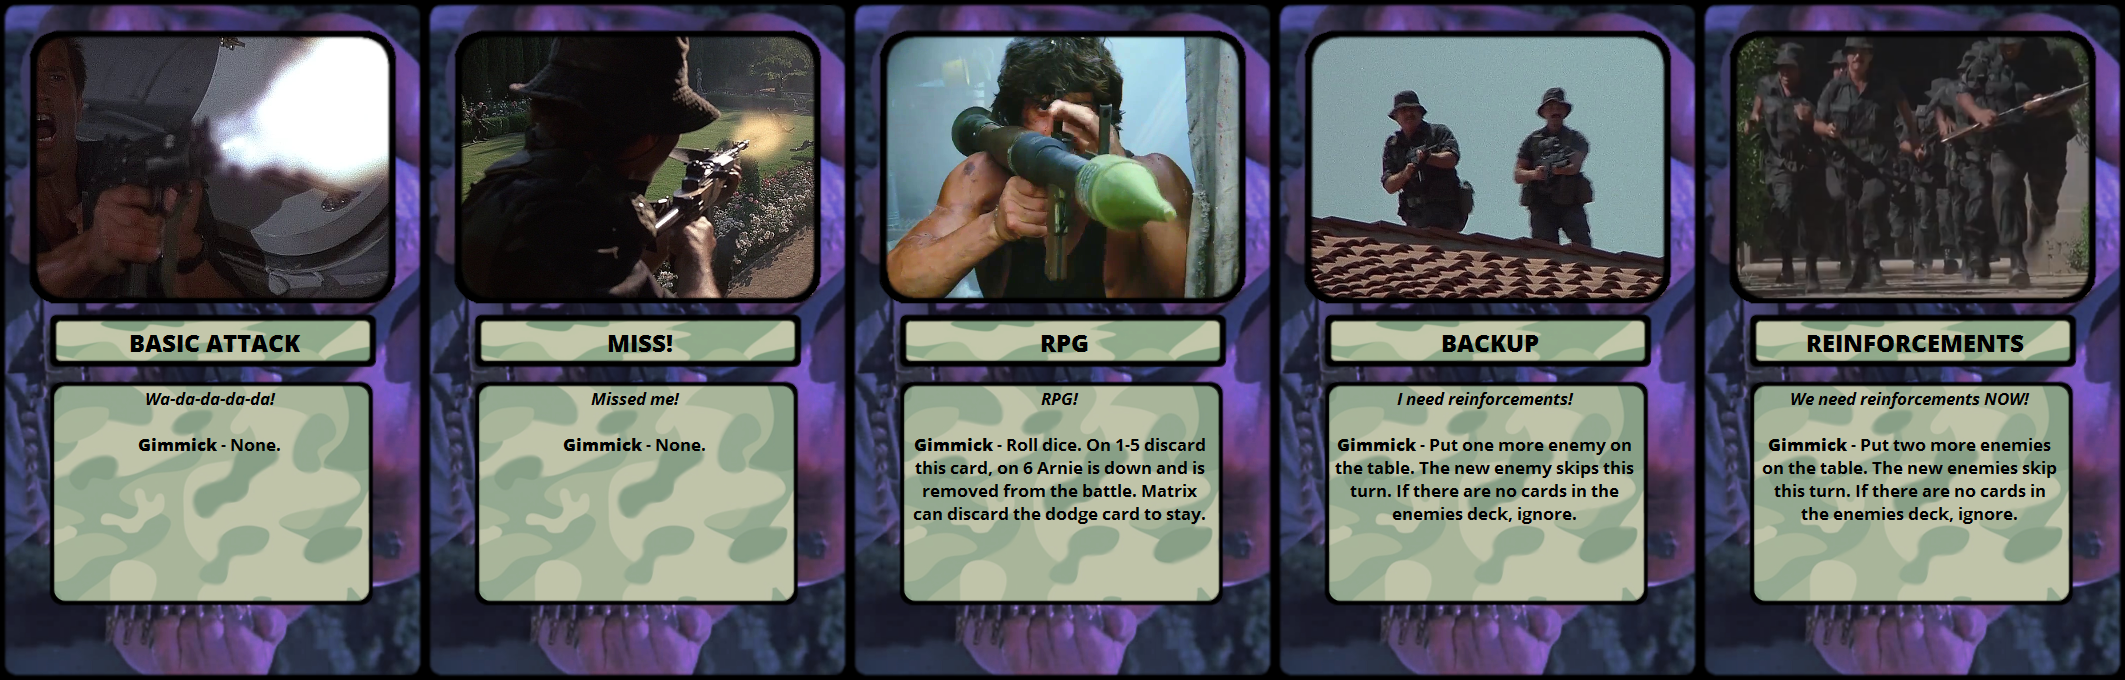 BASIC ATTACK
Wa-da-da-da-da!
Gimmick - None.
MISS!
Missed me!
Gimmick - None.
RPG
RPG!
Gimmick - Roll dice. On 1-5 discard
this card, on 6 Arnie is down and is
removed from the battle. Matrix
can discard the dodge card to stay.
BACKUP
I need reinforcements!
Gimmick - Put one more enemy on
the table. The new enemy skips this
turn. If there are no cards in the
enemies deck, ignore.
REINFORCEMENTS
We need reinforcements NOW!
Gimmick - Put two more enemies
on the table. The new enemies skip
this turn. If there are no cards in
the enemies deck, ignore.